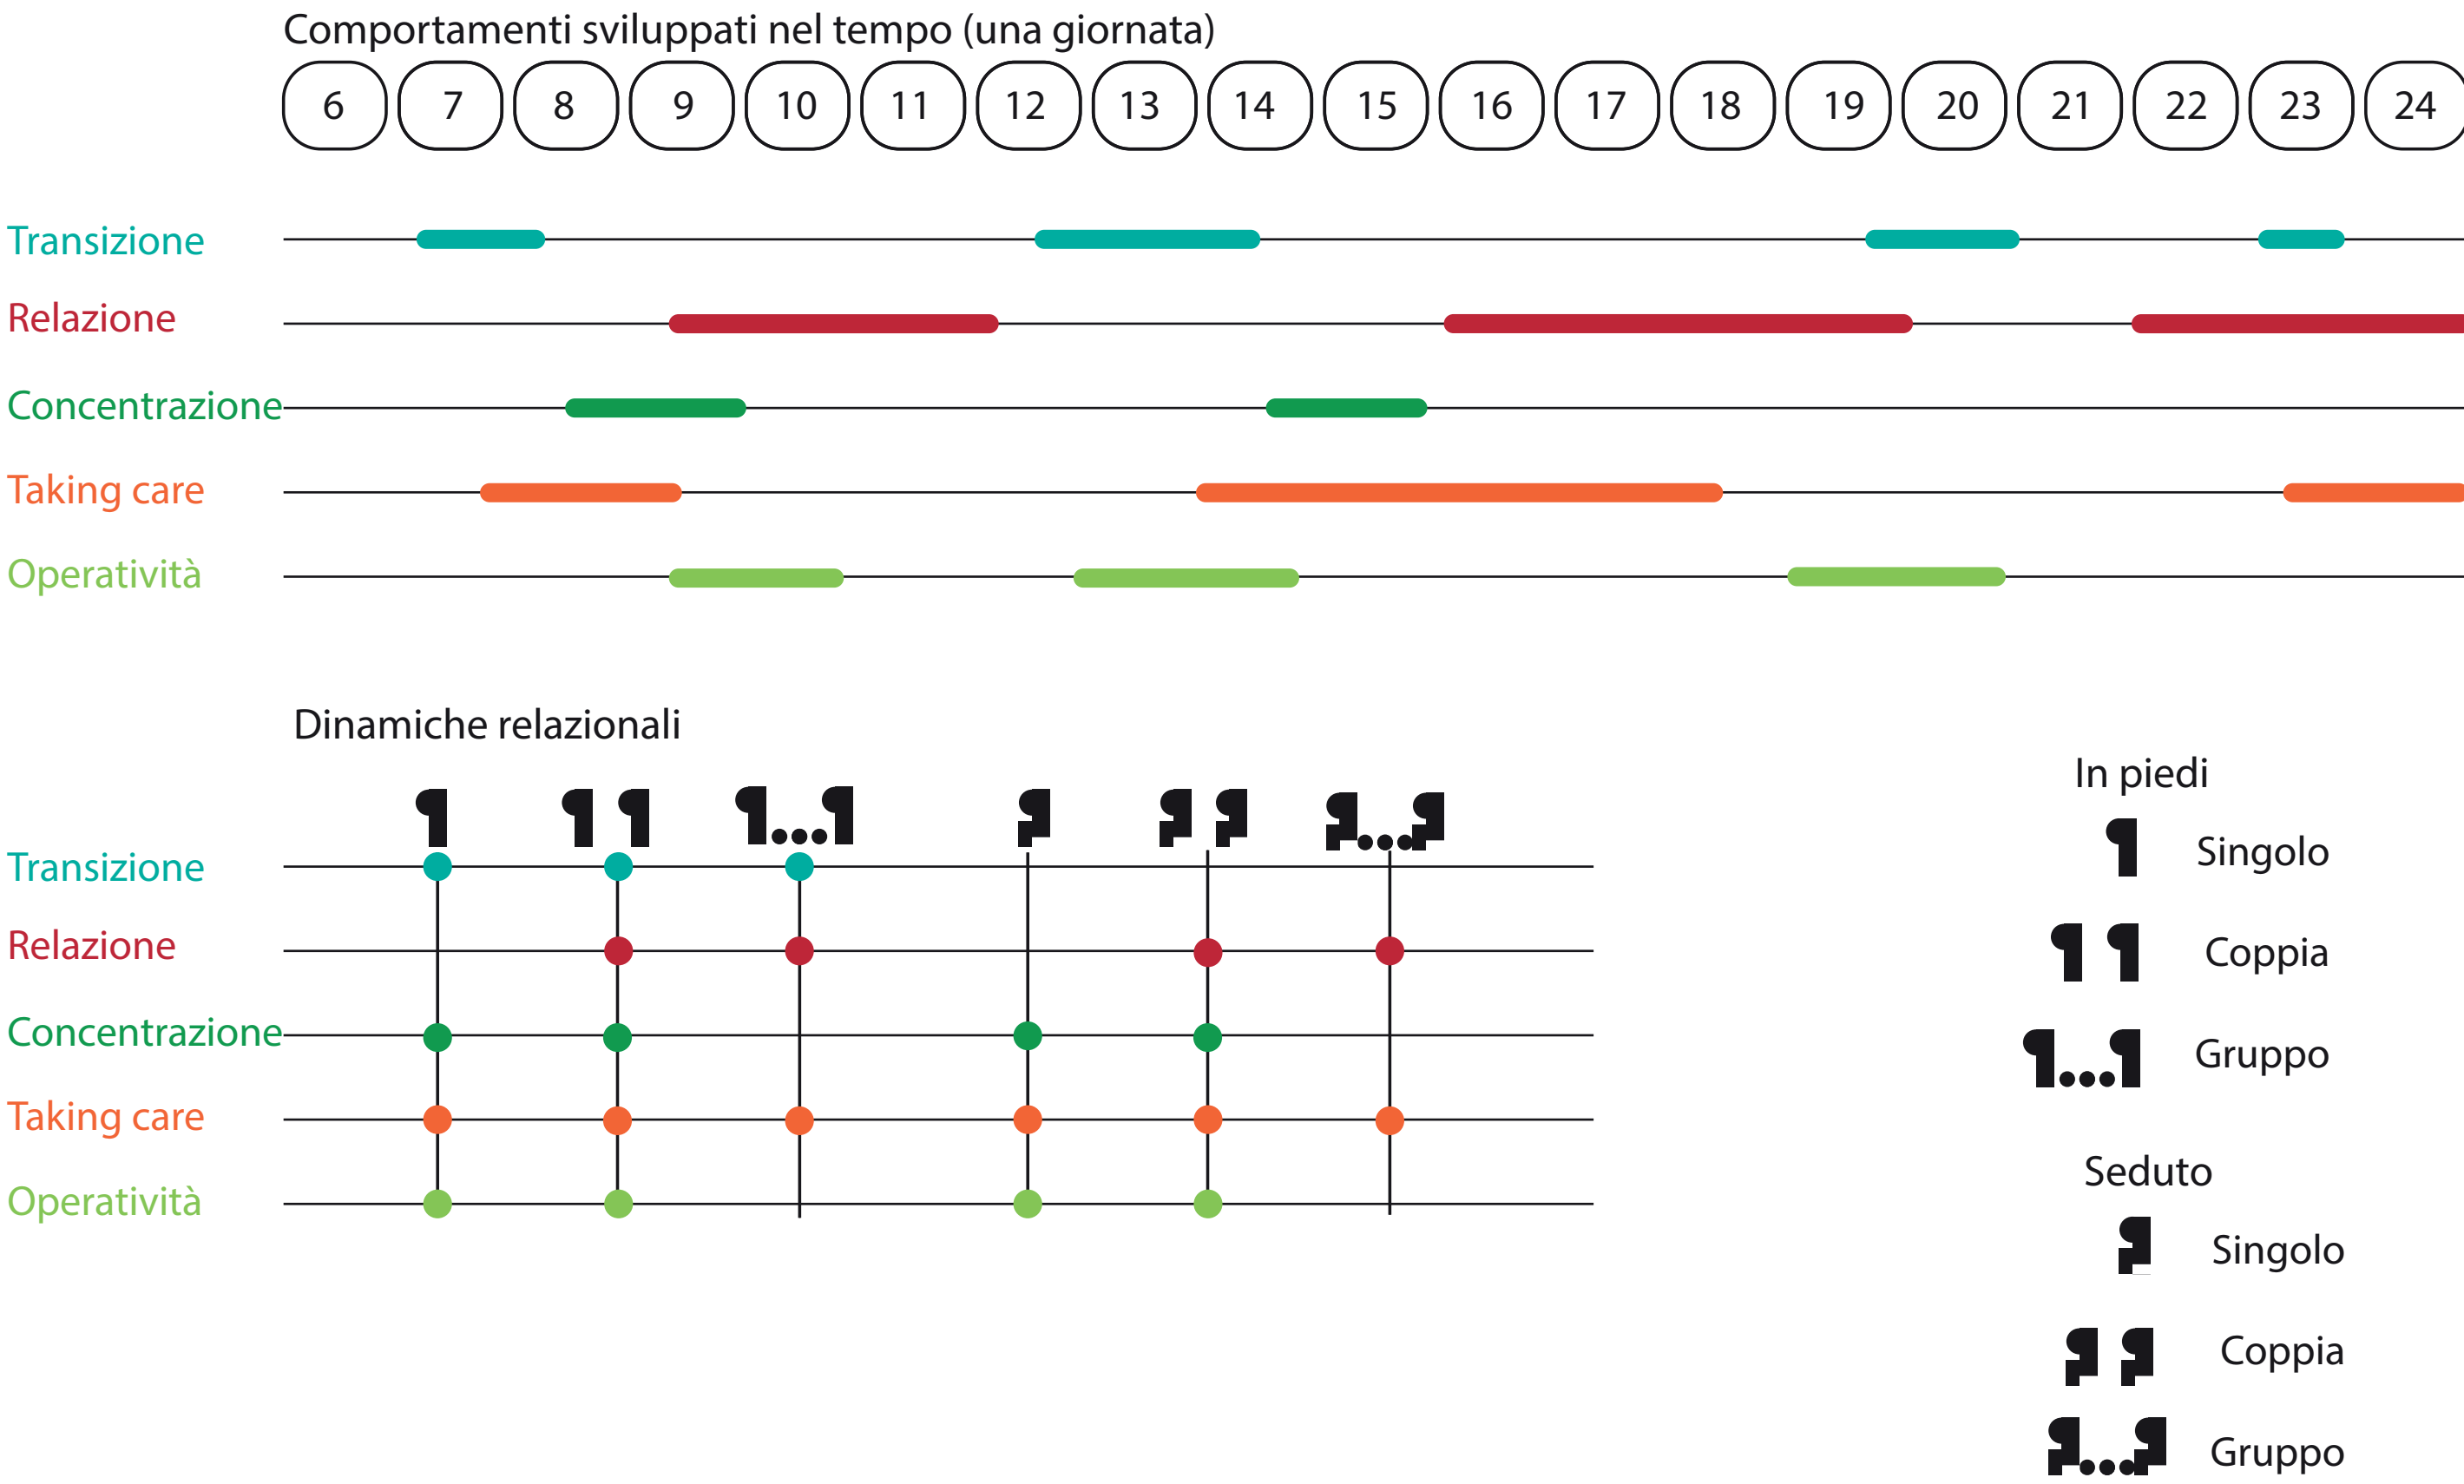 Comportamenti sviluppati nel tempo (una giornata)
6 7 8 9 10 11 12 13 14 15 16 17 18 19 20 21 22 23 24
Transizione
Relazione
Concentrazione
Taking care
Operatività
Dinamiche relazionali
Transizione
Relazione
Concentrazione
Taking care
Operatività
In piedi
Singolo
Coppia
Gruppo
Seduto
Singolo
Coppia
Gruppo